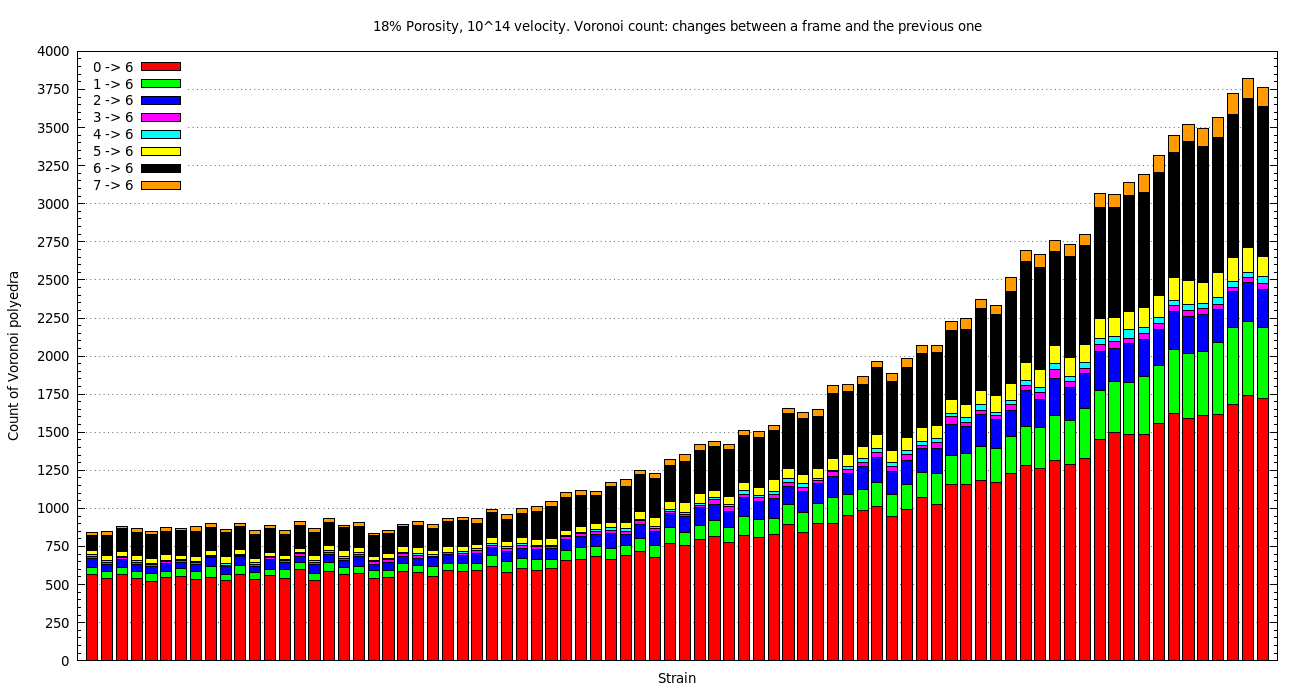 18% Porosity, 10^14 velocity. Voronoi count: changes between a frame and the previous one
Count of Voronoi polyedra
4000
3750
3500
3250
3000
2750
2500
2250
2000
1750
1500
1250
1000
750
500
250
0
0 -> 6
1 -> 6
2 -> 6
3 -> 6
4 -> 6
5 -> 6
6 -> 6
7 -> 6
Strain